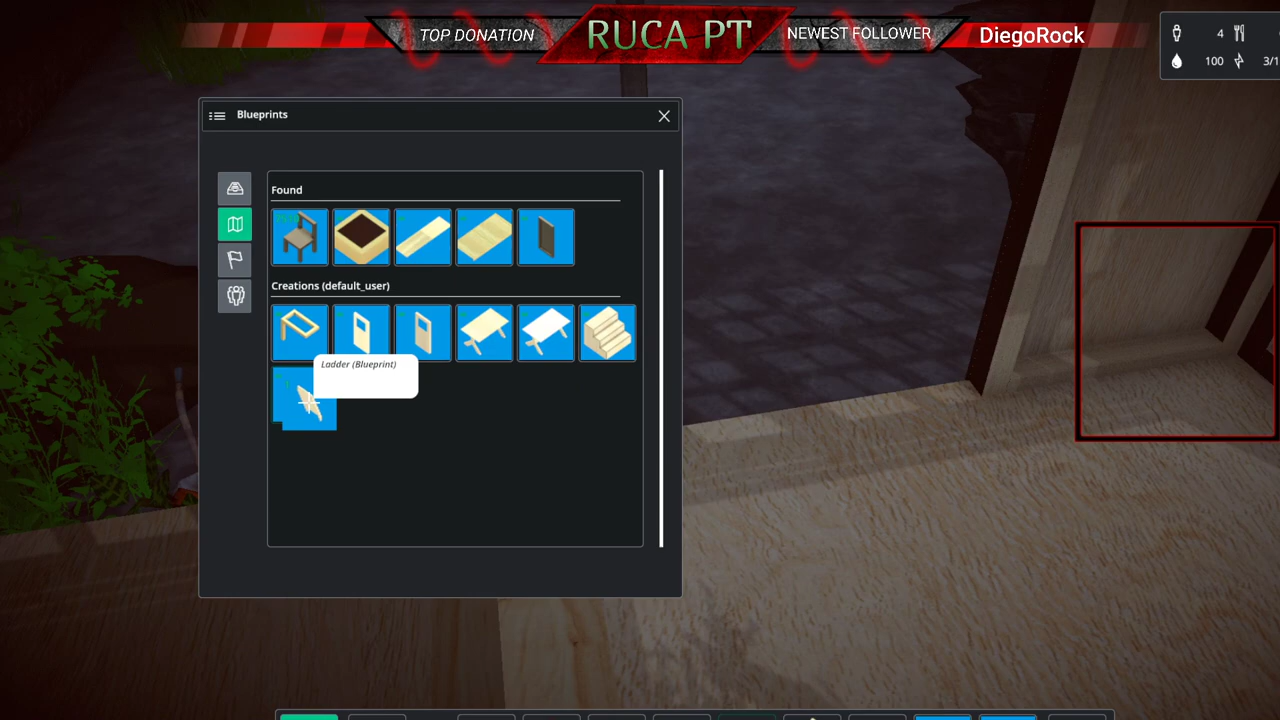 TOP DONATION
RUCA PT
NEWEST FOLLOWER
DiegoRock
4
100
3/1
Blueprints
Found
Creations (default_user)
Ladder (Blueprint)